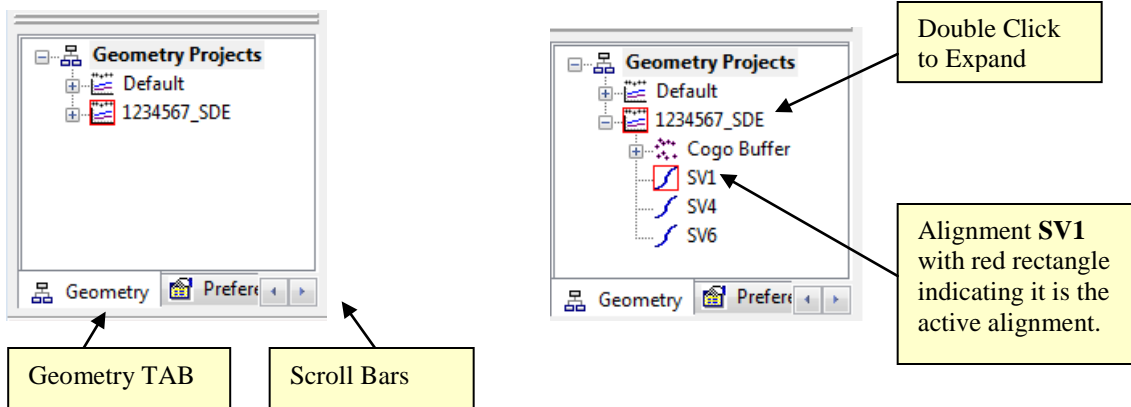 Geometry Projects
Default
1234567_SDE
Geometry
Prefere
Geometry TAB
Scroll Bars
Geometry Projects
Default
1234567_SDE
Cogo Buffer
SV1
SV4
SV6
Geometry
Prefere
Double Click
to Expand
Alignment SV1
with red rectangle
indicating it is the
active alignment.